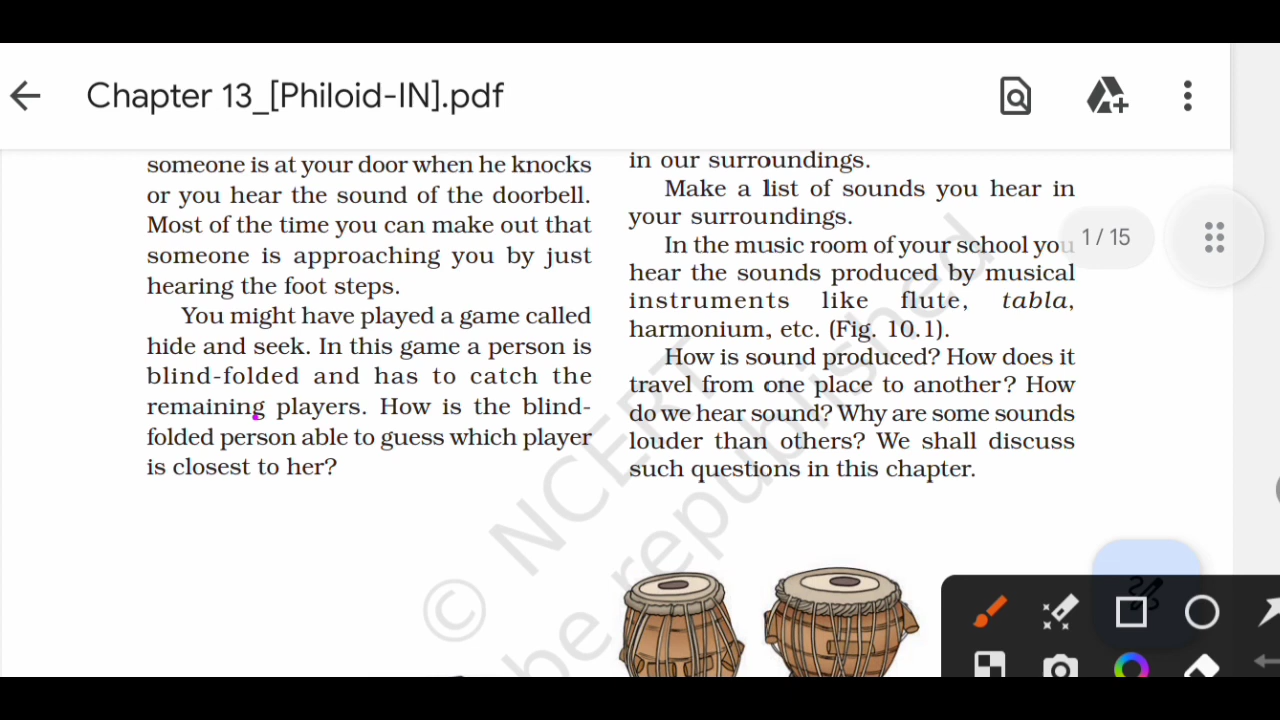 Chapter 13_[Philoid-IN].pdf
someone is at your door when he knocks
or you hear the sound of the doorbell.
Most of the time you can make out that
someone is approaching you by just
hearing the foot steps.
You might have played a game called
hide and seek. In this game a person is
blind-folded and has to catch the
remaining players. How is the blind-
folded person able to guess which player
is closest to her?
in our surroundings.
Make a list of sounds you hear in
your surroundings.
In the music room of your school you
hear the sounds produced by musical
instruments like flute, tabla,
harmonium, etc. (Fig. 10.1).
How is sound produced? How does it
travel from one place to another? How
do we hear sound? Why are some sounds
louder than others? We shall discuss
such questions in this chapter.
1 / 15
© NCERT
be republished